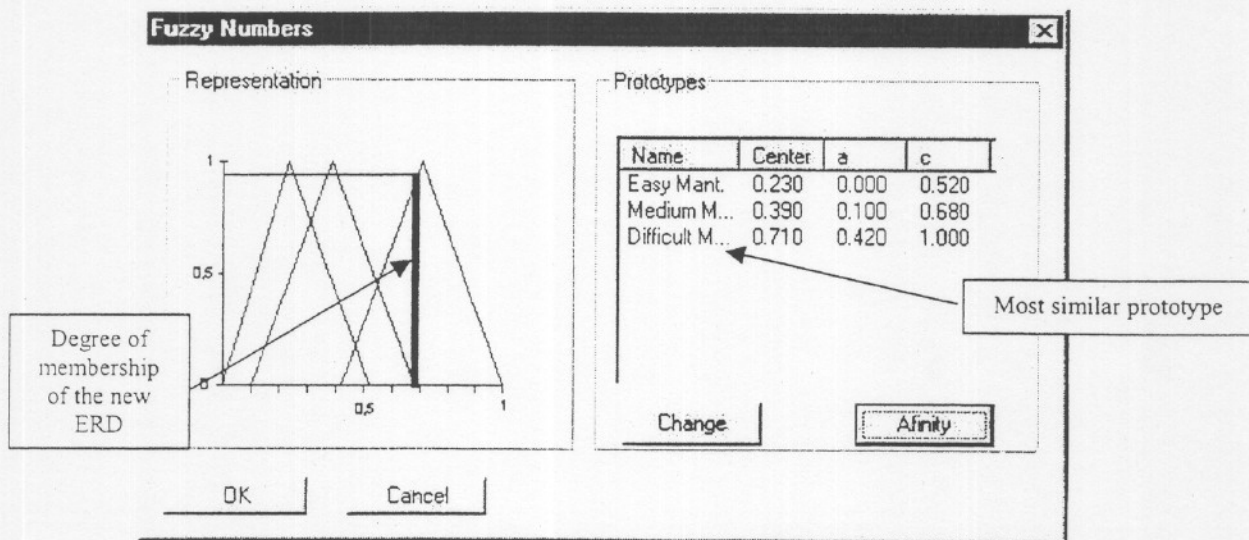 Fuzzy Numbers
Representation
1
0,5
0
0,5
1
Degree of
membership
of the new
ERD
Prototypes
Name Center a c
Easy Mant. 0.230 0.000 0.520
Medium M... 0.390 0.100 0.680
Difficult M... 0.710 0.420 1.000
Most similar prototype
Change
Afinity
OK
Cancel